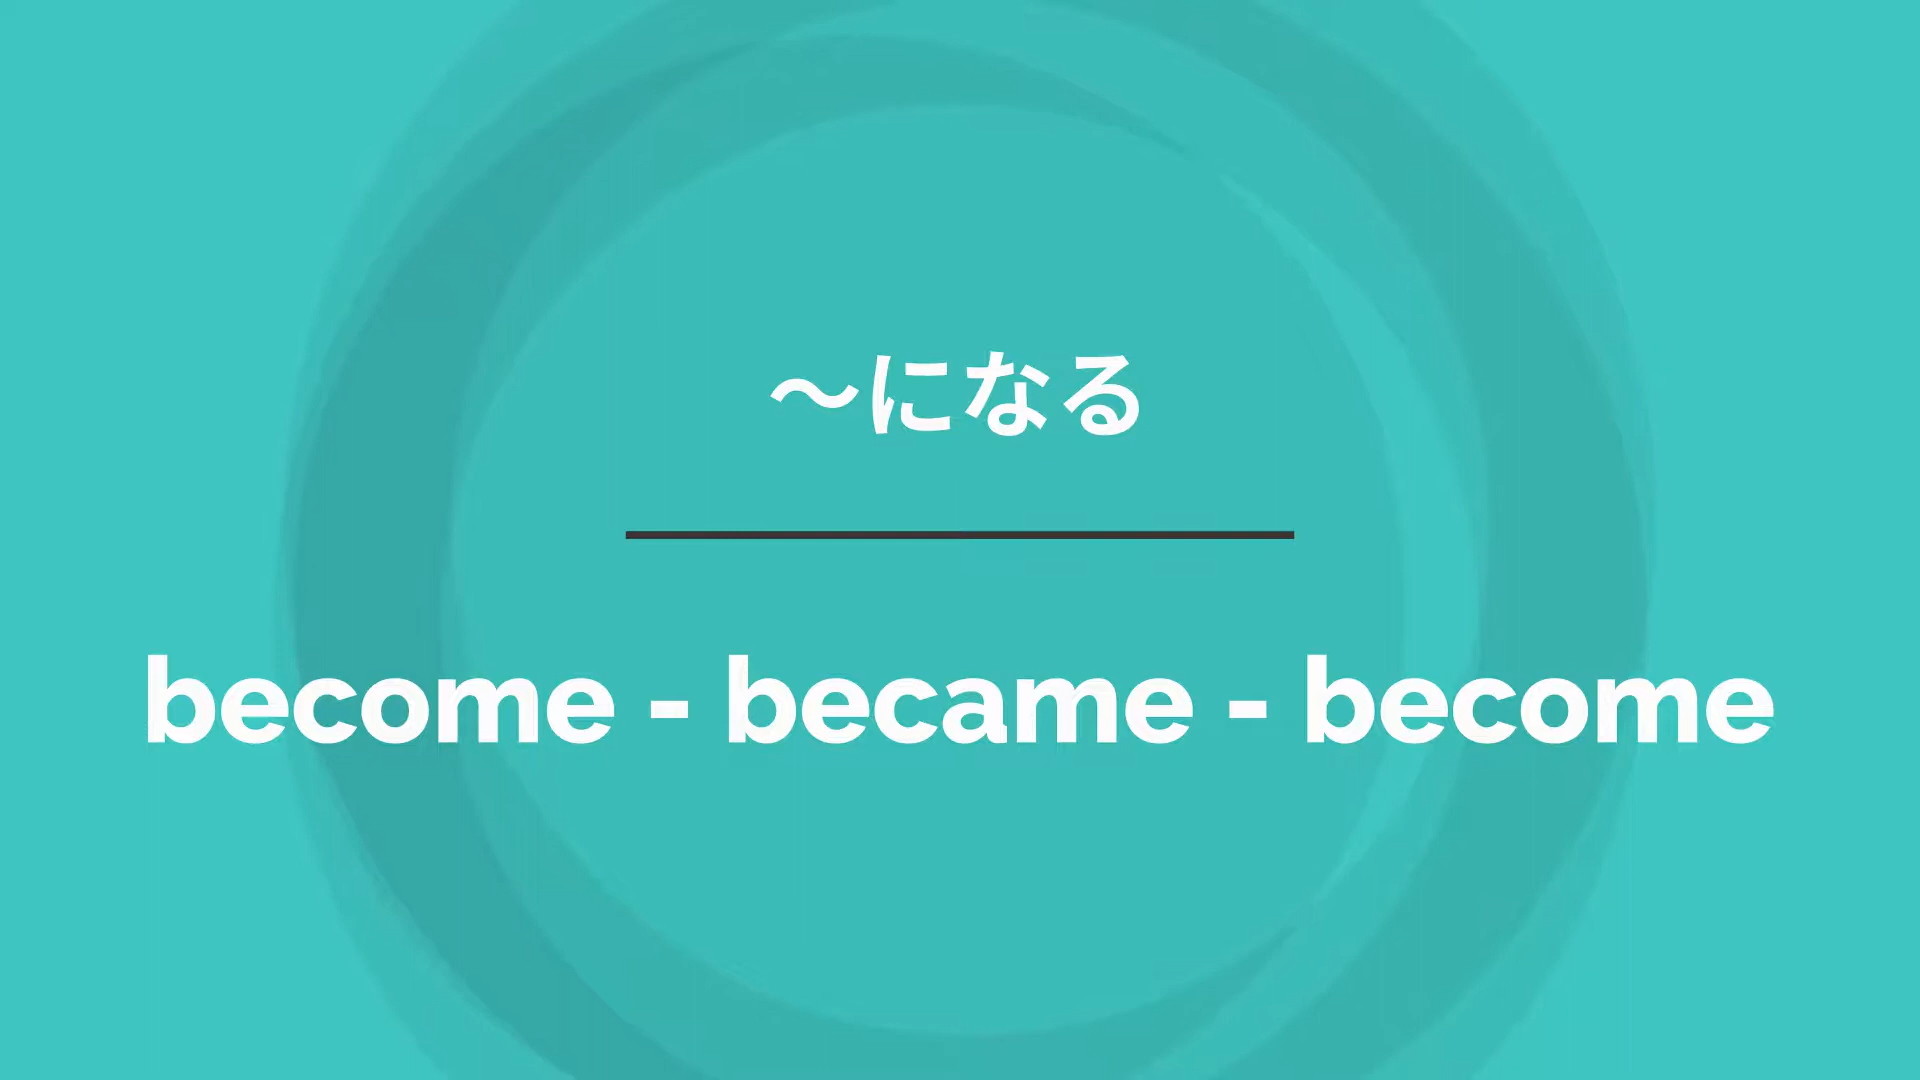 ～になる
become - became - become